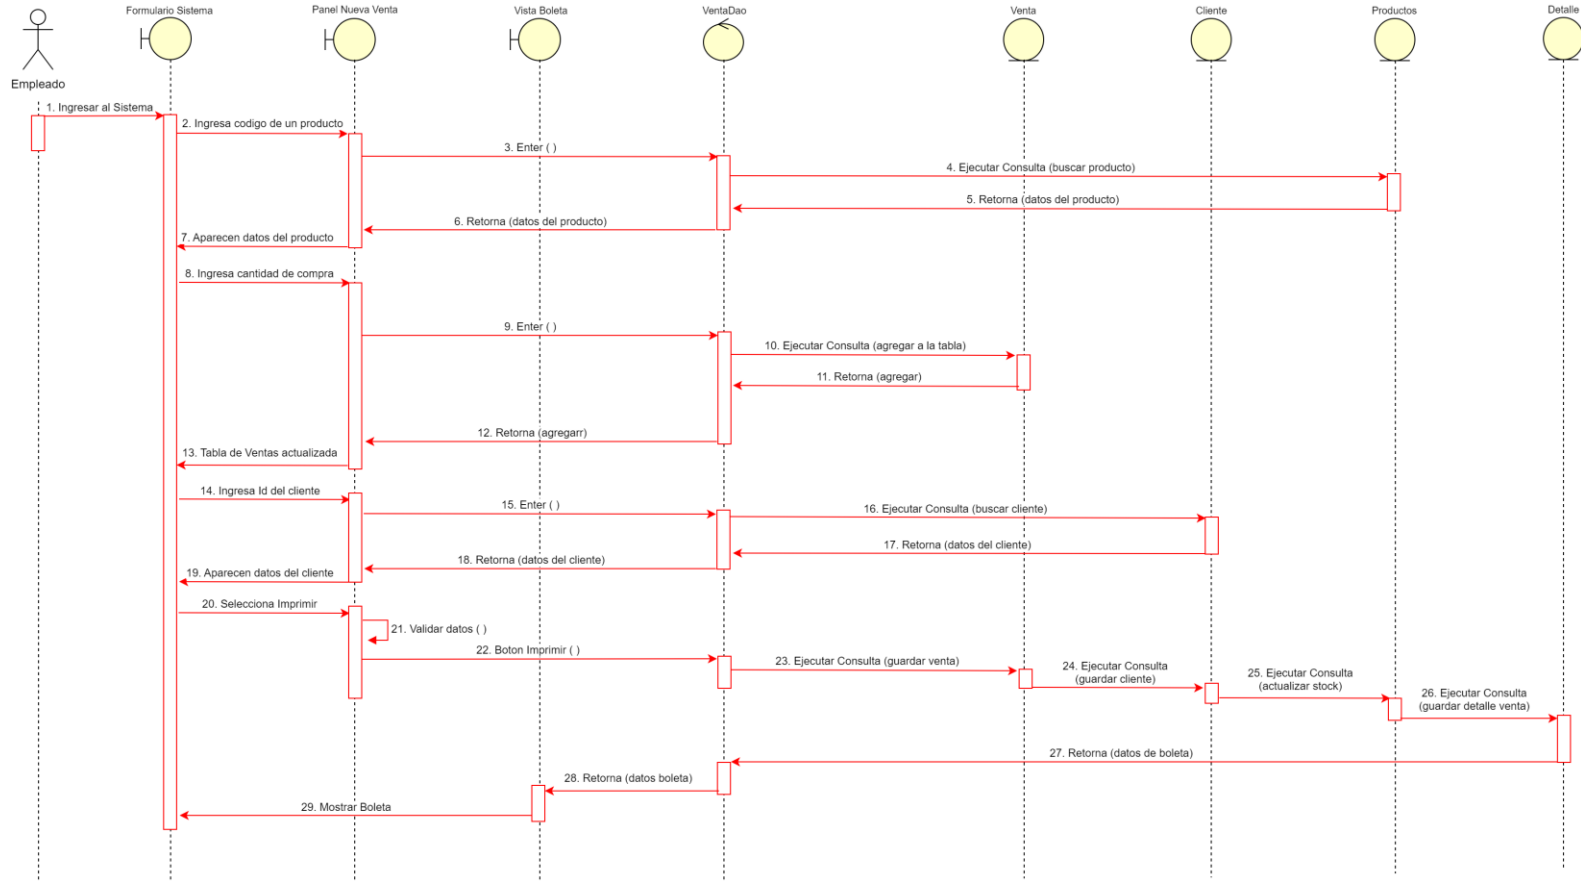 Formulario Sistema
Panel Nueva Venta
Vista Boleta
VentaDao
Venta
Cliente
Productos
Detalle
Empleado
1. Ingresar al Sistema
2. Ingresa codigo de un producto
3. Enter ( )
4. Ejecutar Consulta (buscar producto)
5. Retorna (datos del producto)
6. Retorna (datos del producto)
7. Aparecen datos del producto
8. Ingresa cantidad de compra
9. Enter ( )
10. Ejecutar Consulta (agregar a la tabla)
11. Retorna (agregar)
12. Retorna (agregarr)
13. Tabla de Ventas actualizada
14. Ingresa Id del cliente
15. Enter ( )
16. Ejecutar Consulta (buscar cliente)
17. Retorna (datos del cliente)
18. Retorna (datos del cliente)
19. Aparecen datos del cliente
20. Selecciona Imprimir
21. Validar datos ( )
22. Boton Imprimir ( )
23. Ejecutar Consulta (guardar venta)
24. Ejecutar Consulta
(guardar cliente)
25. Ejecutar Consulta
(actualizar stock)
26. Ejecutar Consulta
(guardar detalle venta)
27. Retorna (datos de boleta)
28. Retorna (datos boleta)
29. Mostrar Boleta